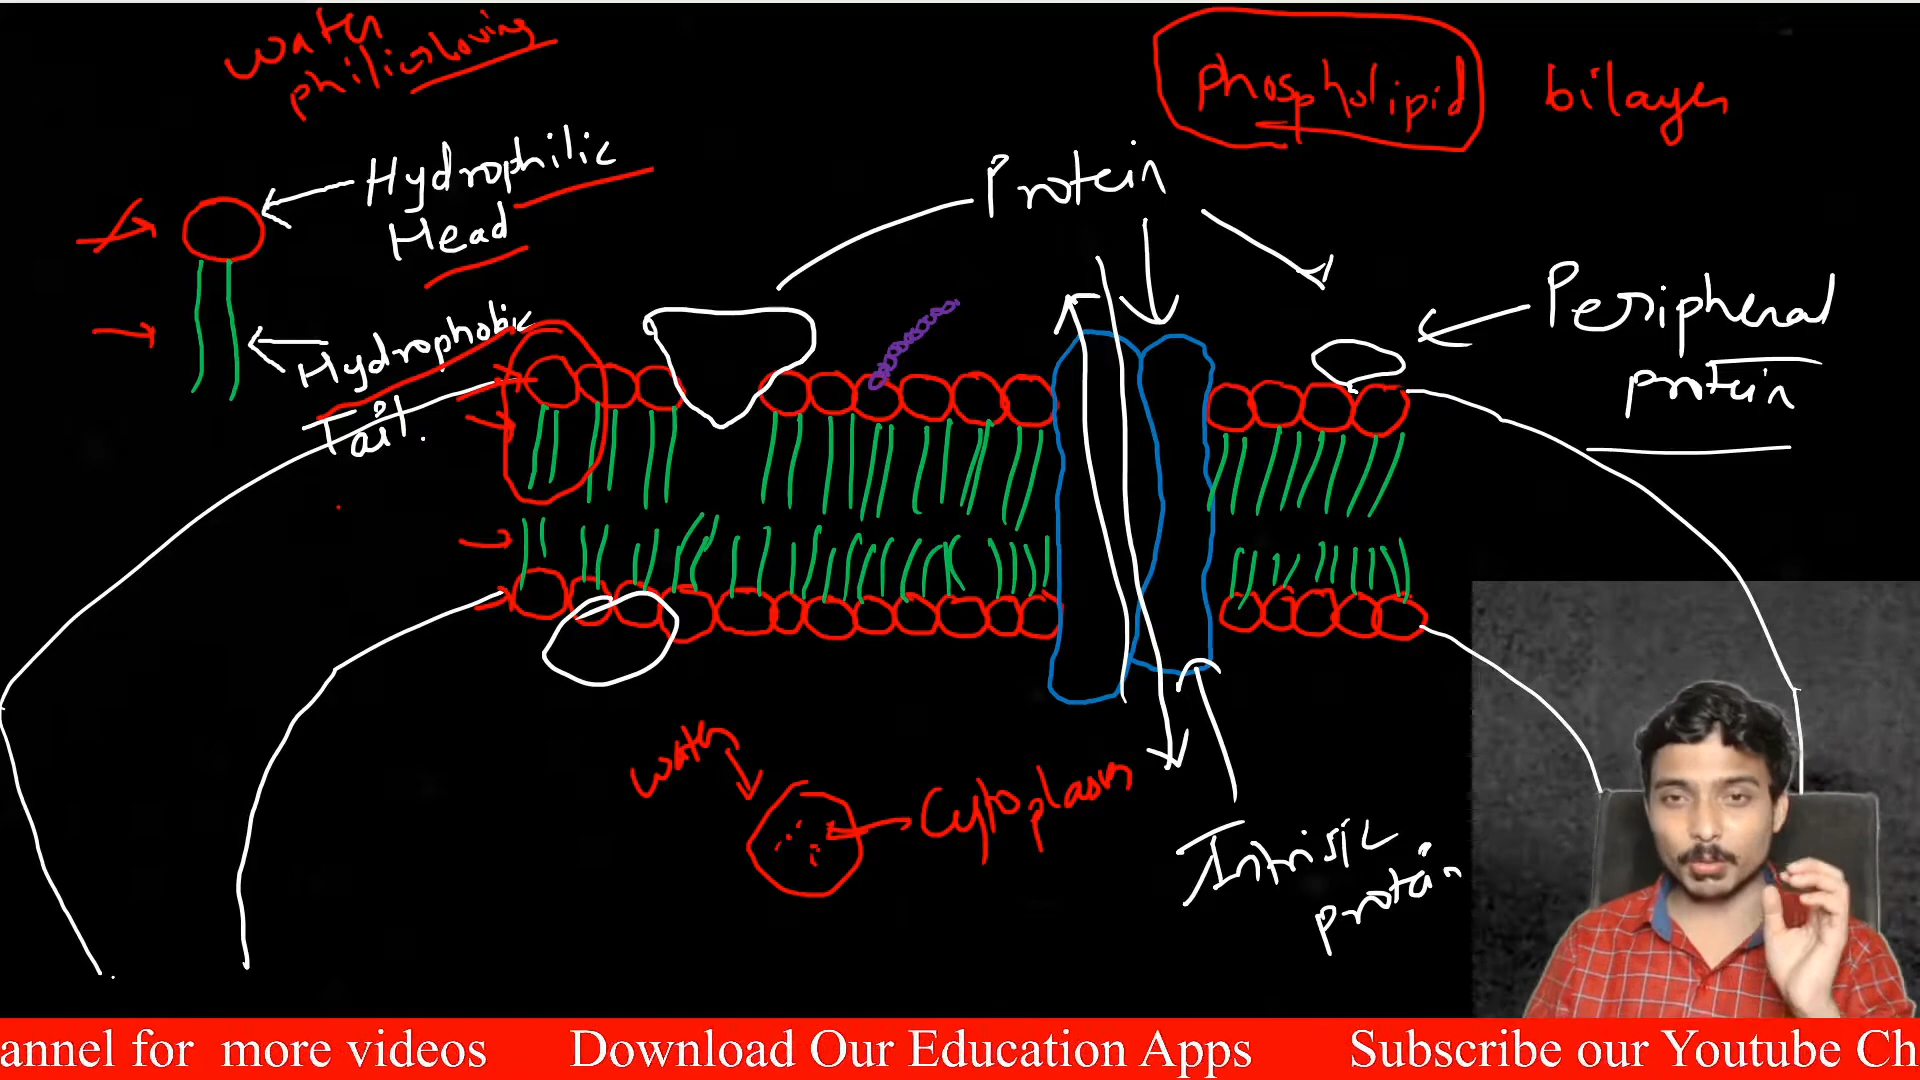 water
philic→loving
phospholipid bilayer
Hydrophilic
Head
Protein
Hydrophobic
Tail.
Peripheral
protein
water
Cytoplasm
Intrisic
protein
annel for more videos Download Our Education Apps Subscribe our Youtube Ch